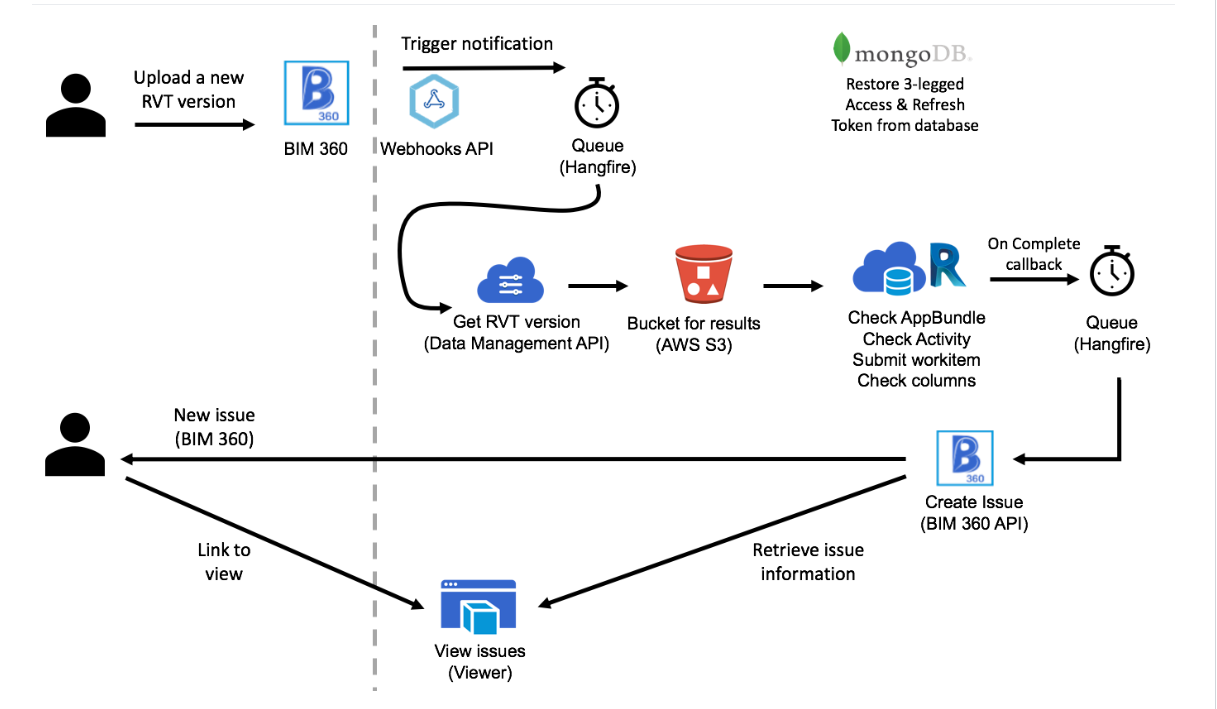 Trigger notification
mongoDB.
Upload a new
RVT version
Restore 3-legged
Access & Refresh
Token from database
B
360
BIM 360
Webhooks API
Queue
(Hangfire)
On Complete
callback
R
Get RVT version
(Data Management API)
Bucket for results
(AWS S3)
Check AppBundle
Check Activity
Submit workitem
Check columns
Queue
(Hangfire)
New issue
(BIM 360)
B
360
Create Issue
(BIM 360 API)
Link to
view
Retrieve issue
information
View issues
(Viewer)